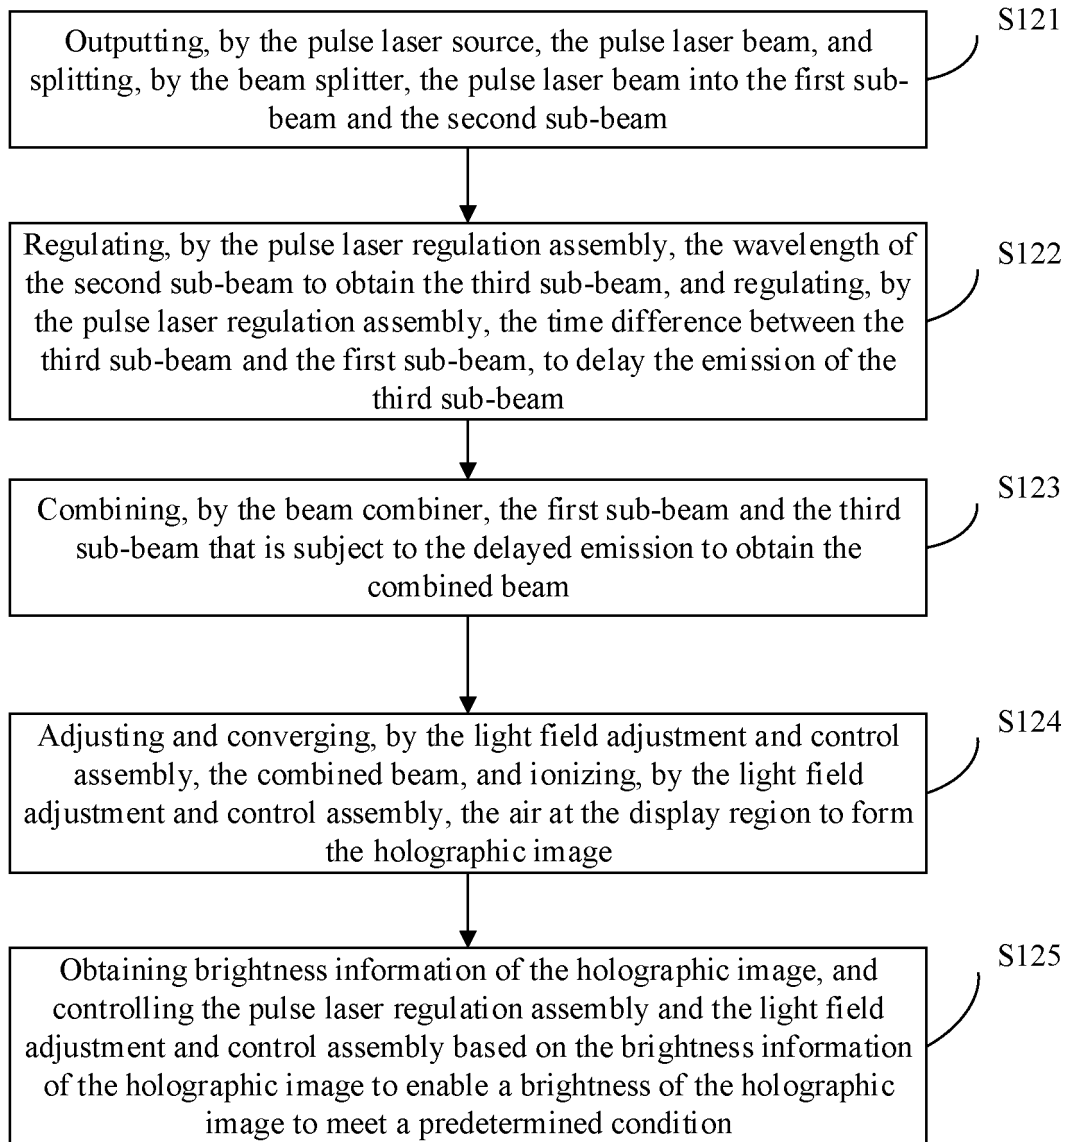 S121
Outputting, by the pulse laser source, the pulse laser beam, and
splitting, by the beam splitter, the pulse laser beam into the first sub-
beam and the second sub-beam
S122
Regulating, by the pulse laser regulation assembly, the wavelength of
the second sub-beam to obtain the third sub-beam, and regulating, by
the pulse laser regulation assembly, the time difference between the
third sub-beam and the first sub-beam, to delay the emission of the
third sub-beam
S123
Combining, by the beam combiner, the first sub-beam and the third
sub-beam that is subject to the delayed emission to obtain the
combined beam
S124
Adjusting and converging, by the light field adjustment and control
assembly, the combined beam, and ionizing, by the light field
adjustment and control assembly, the air at the display region to form
the holographic image
S125
Obtaining brightness information of the holographic image, and
controlling the pulse laser regulation assembly and the light field
adjustment and control assembly based on the brightness information
of the holographic image to enable a brightness of the holographic
image to meet a predetermined condition